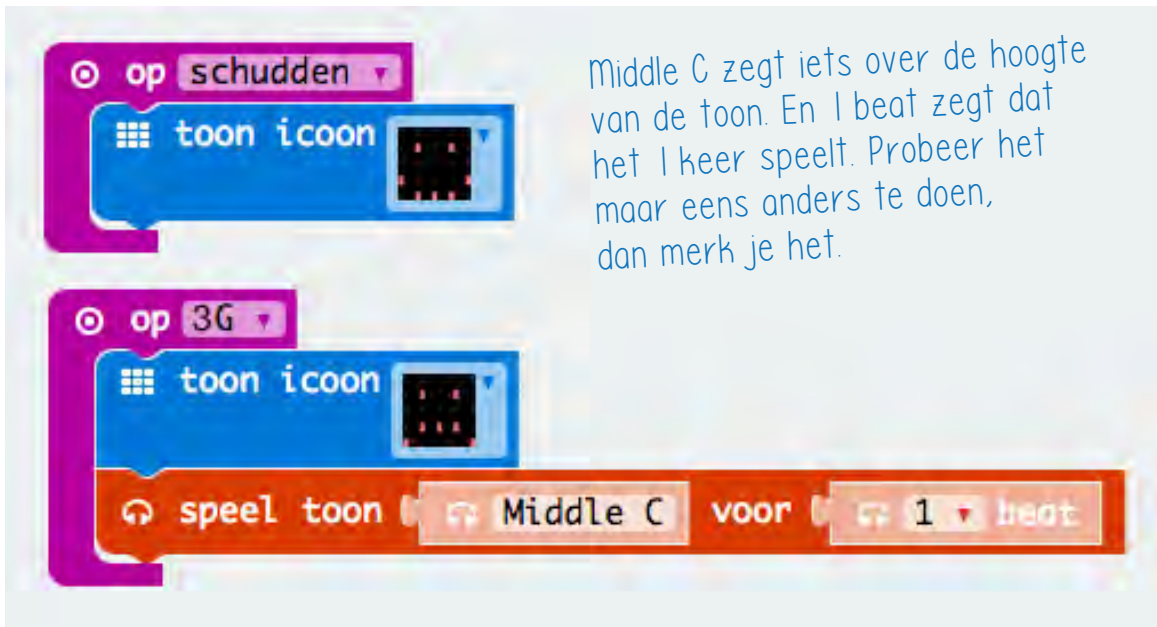 op schudden
toon icoon
Middle C zegt iets over de hoogte
van de toon. En 1 beat zegt dat
het 1 keer speelt. Probeer het
maar eens anders te doen,
dan merk je het.
op 3G
toon icoon
speel toon Middle C voor 1 beat